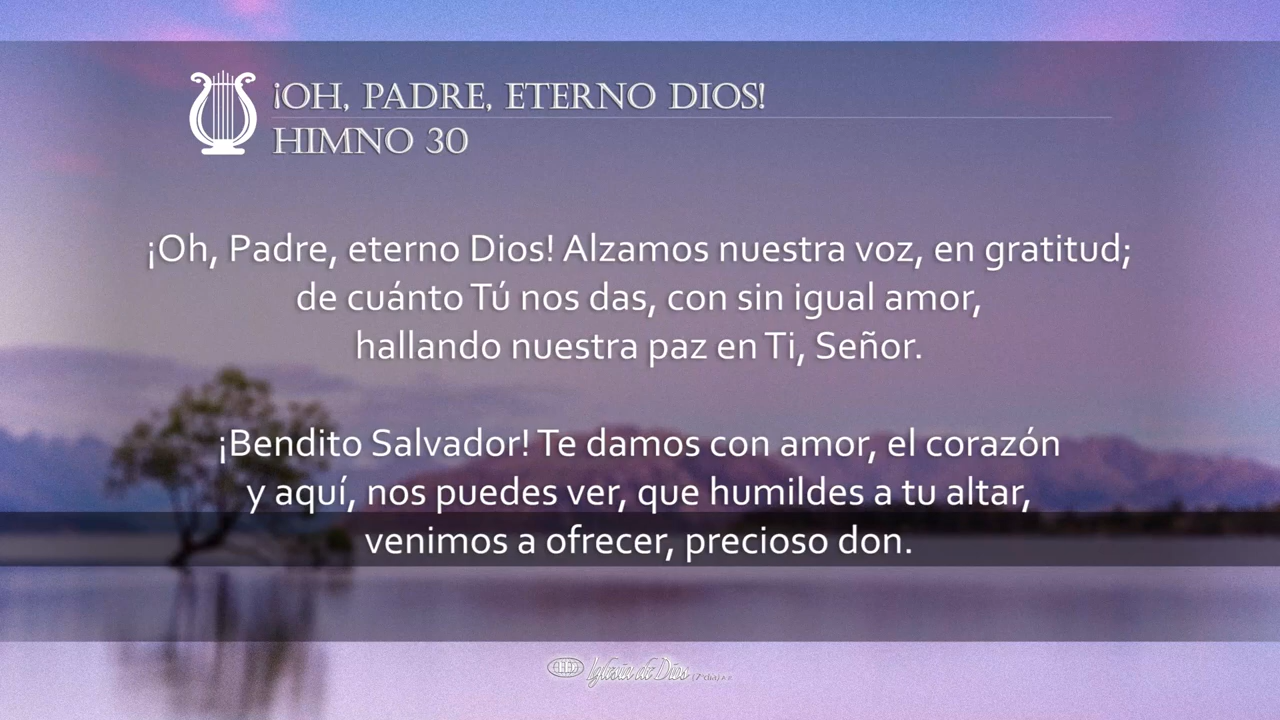 ¡OH, PADRE, ETERNO DIOS!
HIMNO 30
¡Oh, Padre, eterno Dios! Alzamos nuestra voz, en gratitud;
de cuánto Tú nos das, con sin igual amor,
hallando nuestra paz en Ti, Señor.
¡Bendito Salvador! Te damos con amor, el corazón
y aquí, nos puedes ver, que humildes a tu altar,
venimos a ofrecer, precioso don.
Iglesia de Dios